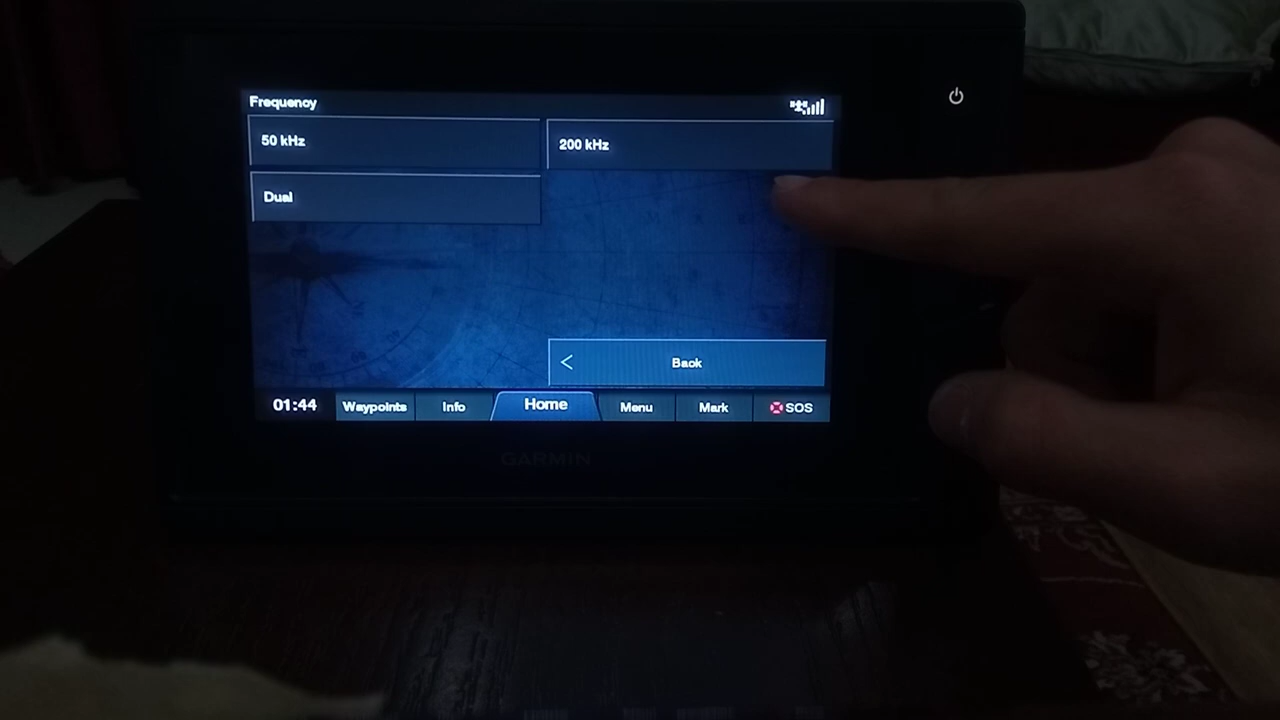 Frequency
50 kHz
200 kHz
Dual
Back
01:44
Waypoints
Info
Home
Menu
Mark
SOS
GARMIN